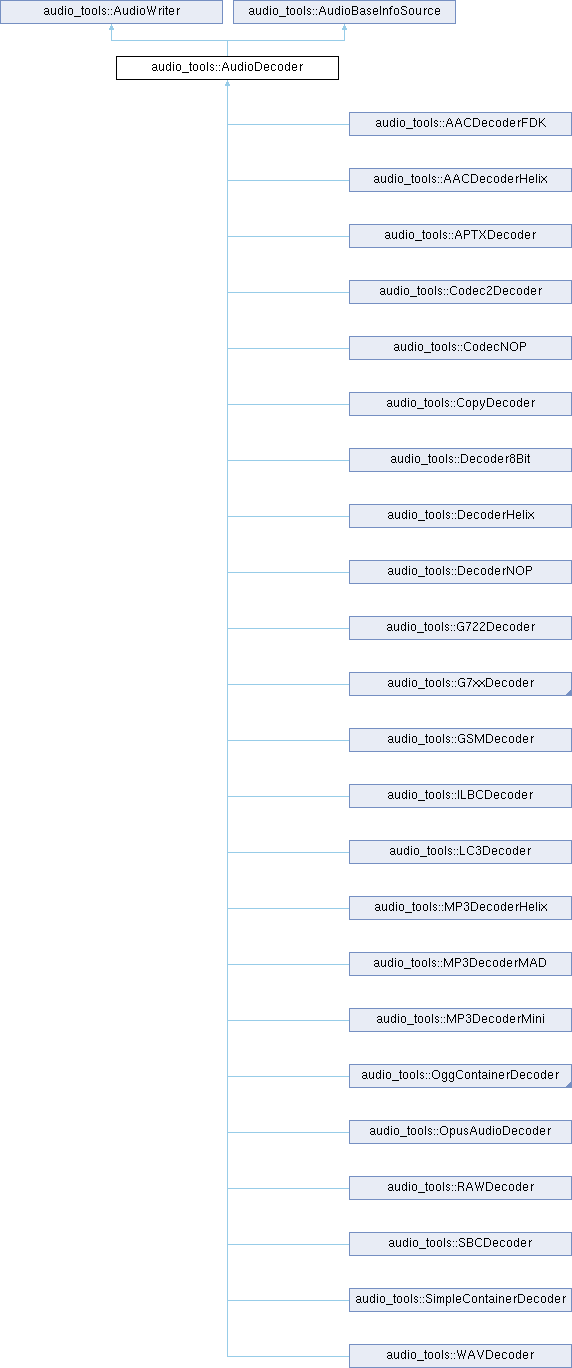 audio_tools::AudioWriter
audio_tools::AudioBaseInfoSource
audio_tools::AudioDecoder
audio_tools::AACDecoderFDK
audio_tools::AACDecoderHelix
audio_tools::APTXDecoder
audio_tools::Codec2Decoder
audio_tools::CodecNOP
audio_tools::CopyDecoder
audio_tools::Decoder8Bit
audio_tools::DecoderHelix
audio_tools::DecoderNOP
audio_tools::G722Decoder
audio_tools::G7xxDecoder
audio_tools::GSMDecoder
audio_tools::ILBCDecoder
audio_tools::LC3Decoder
audio_tools::MP3DecoderHelix
audio_tools::MP3DecoderMAD
audio_tools::MP3DecoderMini
audio_tools::OggContainerDecoder
audio_tools::OpusAudioDecoder
audio_tools::RAWDecoder
audio_tools::SBCDecoder
audio_tools::SimpleContainerDecoder
audio_tools::WAVDecoder